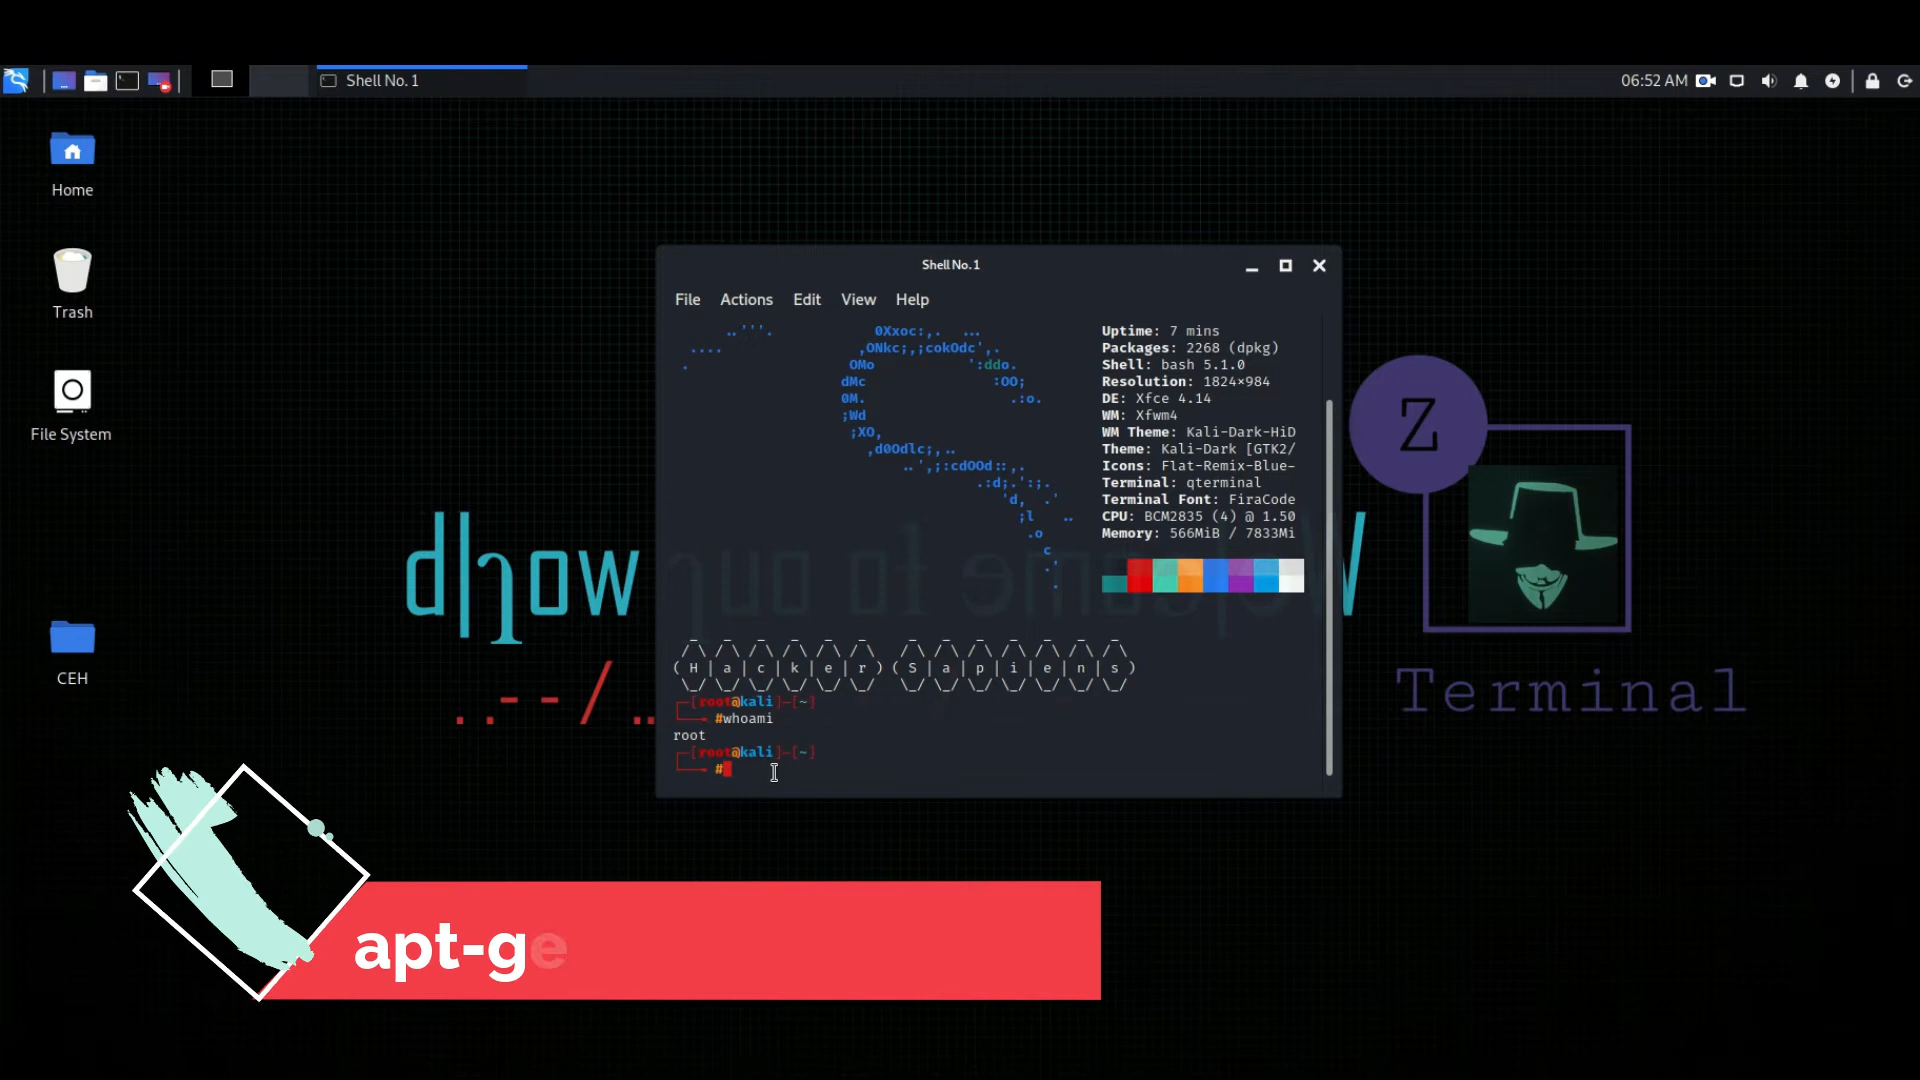 Shell No. 1
06:52 AM
Home
Trash
File System
CEH
Shell No. 1
File Actions Edit View Help
Uptime: 7 mins
Packages: 2268 (dpkg)
Shell: bash 5.1.0
Resolution: 1824×984
DE: Xfce 4.14
WM: Xfwm4
WM Theme: Kali-Dark-HiD
Theme: Kali-Dark [GTK2/
Icons: Flat-Remix-Blue-
Terminal: qterminal
Terminal Font: FiraCode
CPU: BCM2835 (4) @ 1.50
Memory: 566MiB / 7833Mi
( H | a | c | k | e | r ) ( S | a | p | i | e | n | s )
[root@kali]-[~]
#whoami
root
[root@kali]-[~]
#
Z
Terminal
apt-ge